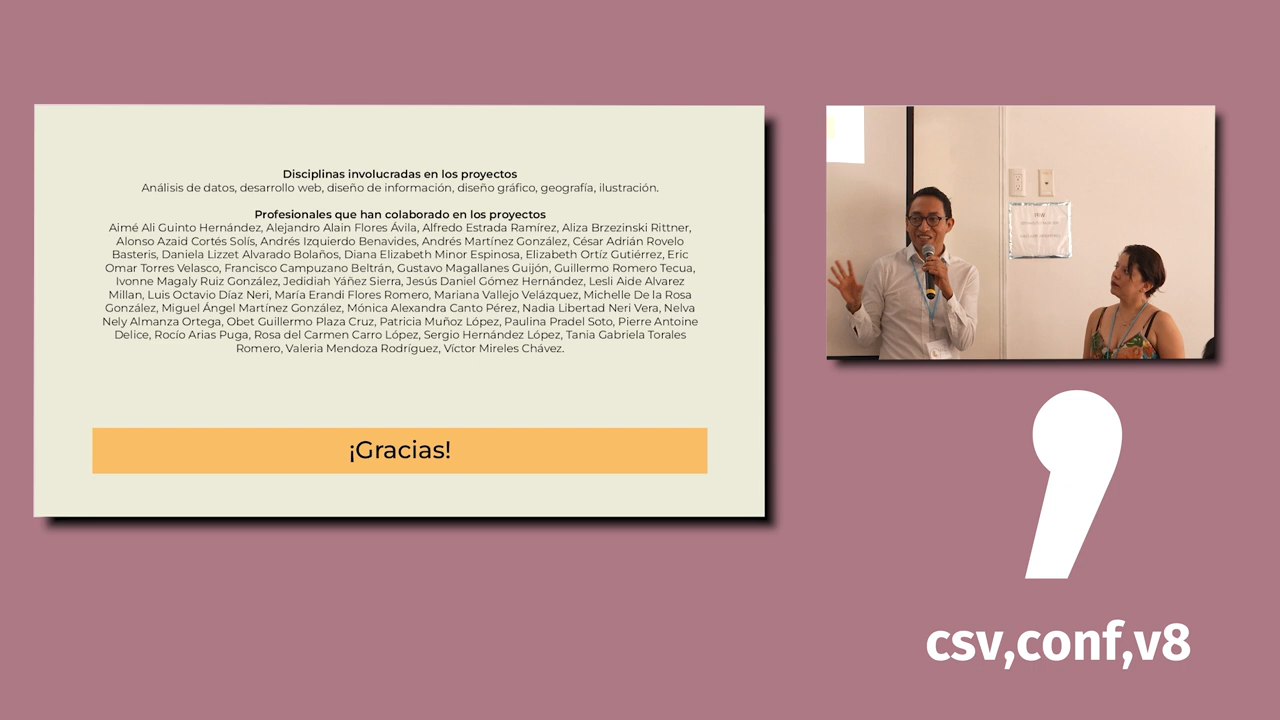 Disciplinas involucradas en los proyectos
Análisis de datos, desarrollo web, diseño de información, diseño gráfico, geografía, ilustración.
Profesionales que han colaborado en los proyectos
Aimé Ali Guinto Hernández, Alejandro Alain Flores Ávila, Alfredo Estrada Ramírez, Aliza Brzezinski Rittner,
Alonso Azaid Cortés Solís, Andrés Izquierdo Benavides, Andrés Martínez González, César Adrián Rovelo
Basteris, Daniela Lizzet Alvarado Bolaños, Diana Elizabeth Minor Espinosa, Elizabeth Ortíz Gutiérrez, Eric
Omar Torres Velasco, Francisco Campuzano Beltrán, Gustavo Magallanes Guijón, Guillermo Romero Tecua,
Ivonne Magaly Ruiz González, Jedidiah Yáñez Sierra, Jesús Daniel Gómez Hernández, Lesli Aide Alvarez
Millan, Luis Octavio Díaz Neri, María Erandi Flores Romero, Mariana Vallejo Velázquez, Michelle De la Rosa
González, Miguel Ángel Martínez González, Mónica Alexandra Canto Pérez, Nadia Libertad Neri Vera, Nelva
Nely Almanza Ortega, Obet Guillermo Plaza Cruz, Patricia Muñoz López, Paulina Pradel Soto, Pierre Antoine
Delice, Rocío Arias Puga, Rosa del Carmen Carro López, Sergio Hernández López, Tania Gabriela Torales
Romero, Valeria Mendoza Rodríguez, Víctor Mireles Chávez.
¡Gracias!
,
csv,conf,v8